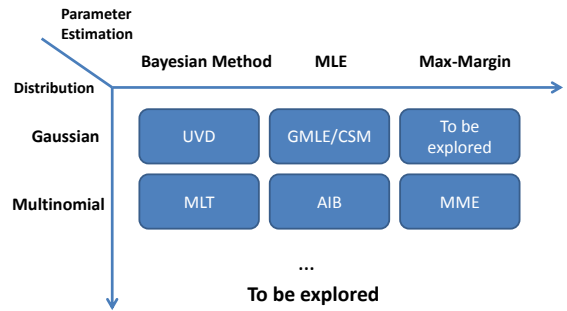 Parameter
Estimation
Bayesian Method MLE Max-Margin
Distribution
Gaussian UVD GMLE/CSM To be
explored
Multinomial MLT AIB MME
...
To be explored